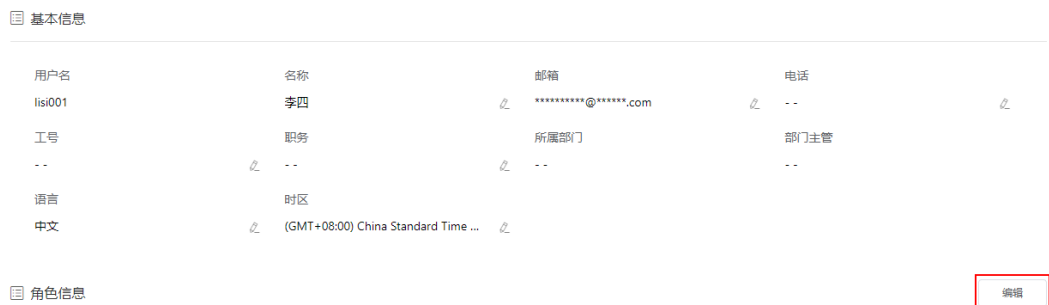 基本信息
用户名 名称 邮箱 电话
lisi001 李四 **********@******.com - -
工号 职务 所属部门 部门主管
- - - - - - - -
语言 时区
中文 (GMT+08:00) China Standard Time ...
角色信息 编辑